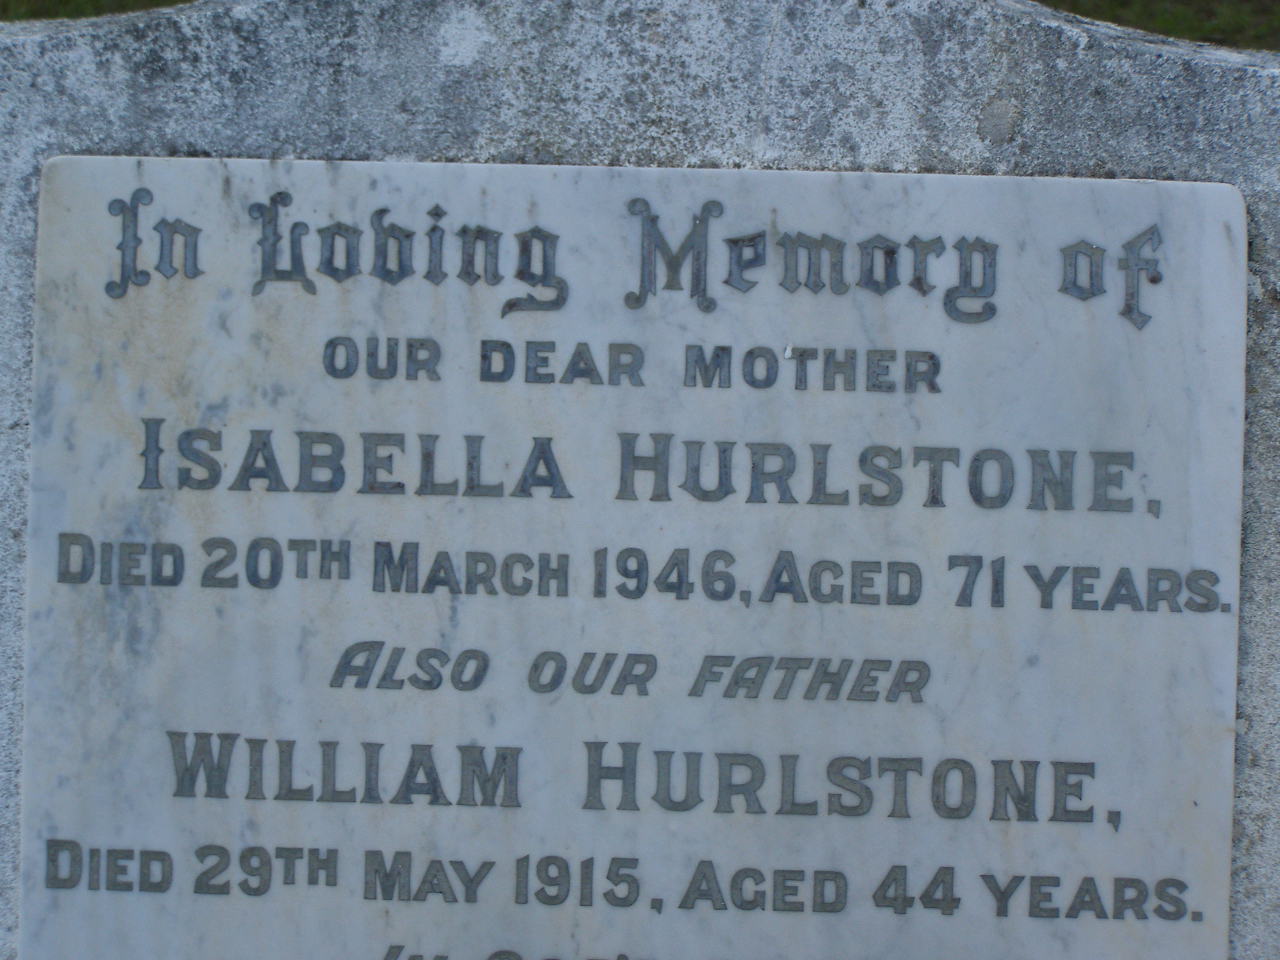 In Loving Memory of
OUR DEAR MOTHER
ISABELLA HURLSTONE,
DIED 20TH MARCH 1946, AGED 71 YEARS.
ALSO OUR FATHER
WILLIAM HURLSTONE,
DIED 29TH MAY 1915, AGED 44 YEARS.